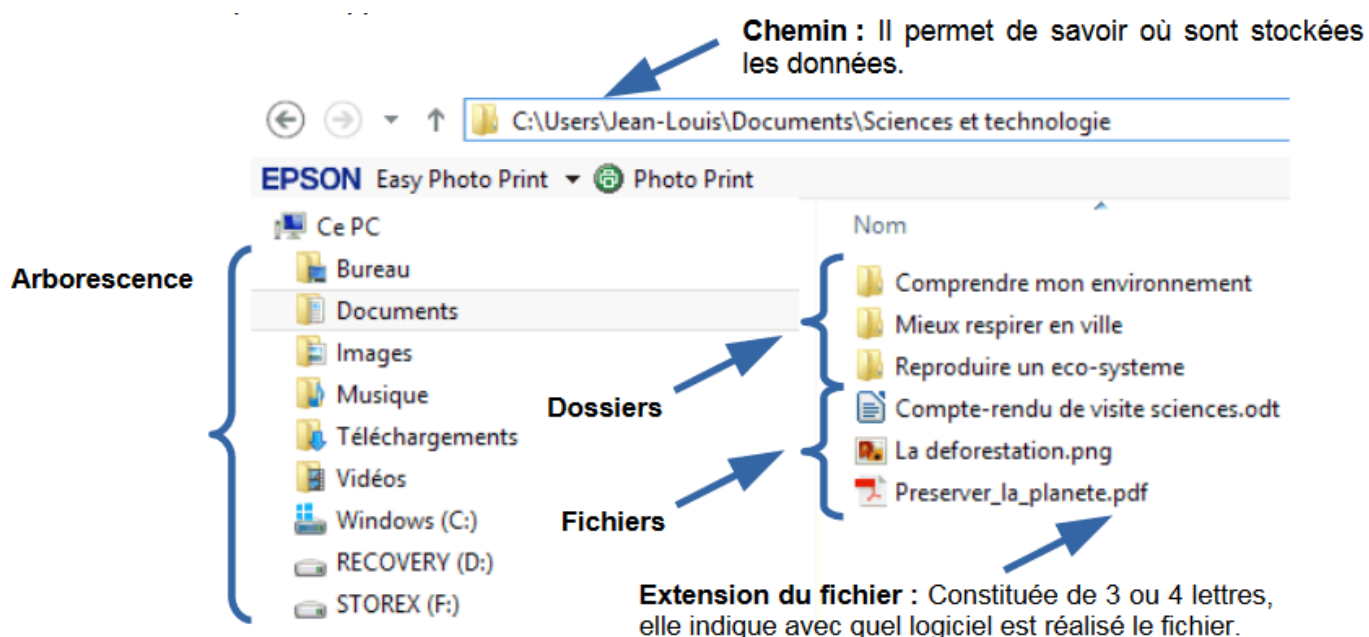 Chemin : Il permet de savoir où sont stockées
les données.
C:\Users\Jean-Louis\Documents\Sciences et technologie
EPSON Easy Photo Print Photo Print
Ce PC
Arborescence
Bureau
Documents
Images
Musique
Téléchargements
Vidéos
Windows (C:)
RECOVERY (D:)
STOREX (F:)
Dossiers
Fichiers
Nom
Comprendre mon environnement
Mieux respirer en ville
Reproduire un eco-systeme
Compte-rendu de visite sciences.odt
La deforestation.png
Preserver_la_planete.pdf
Extension du fichier : Constituée de 3 ou 4 lettres,
elle indique avec quel logiciel est réalisé le fichier.